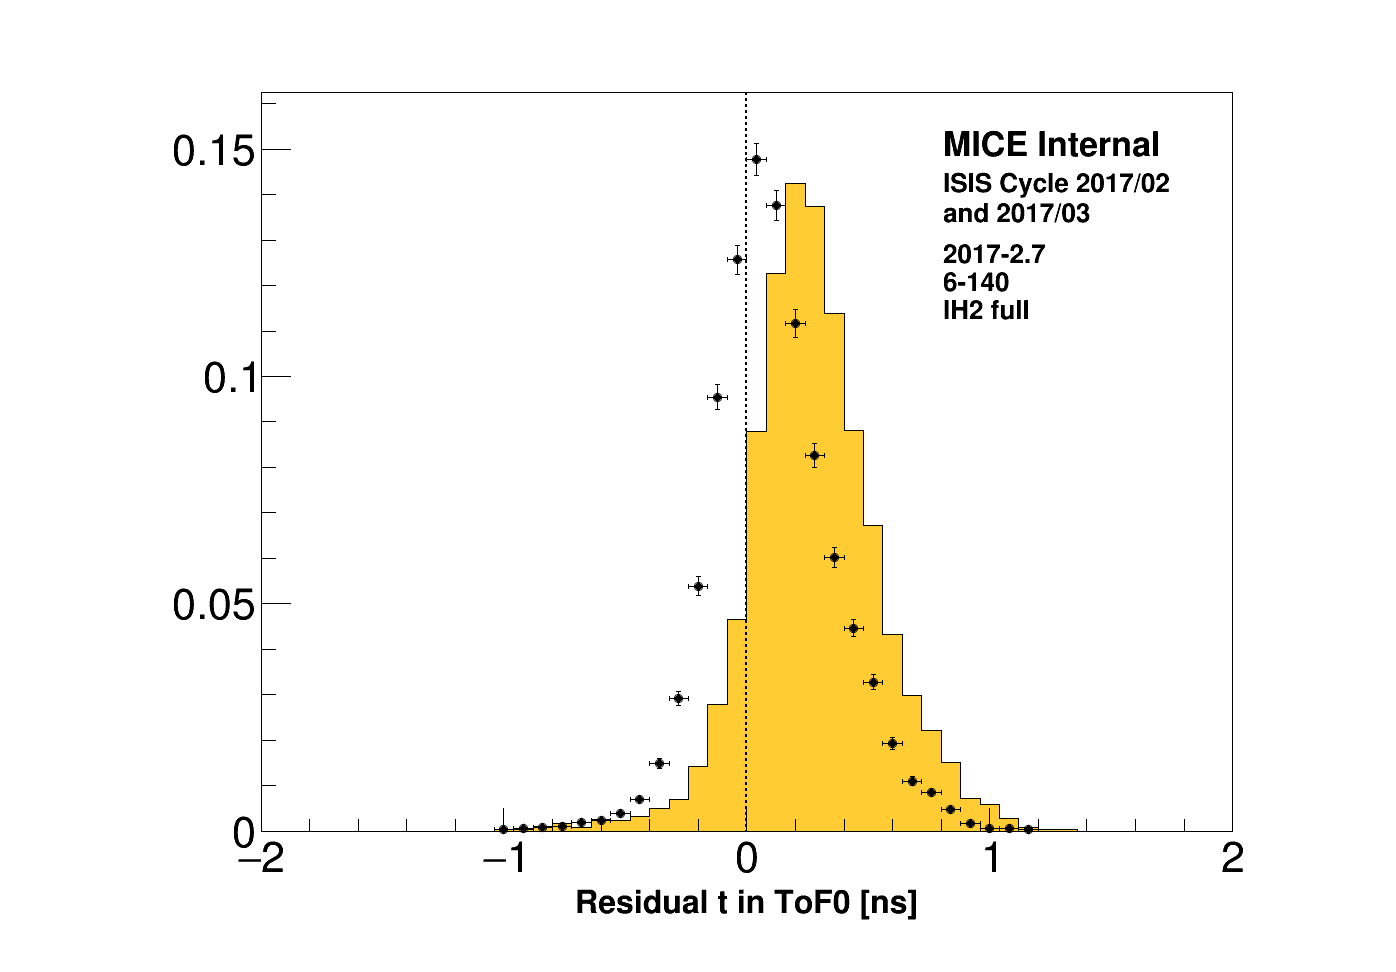 0.15
0.1
0.05
0
−2
−1
0
1
2
MICE Internal
ISIS Cycle 2017/02
and 2017/03
2017-2.7
6-140
IH2 full
Residual t in ToF0 [ns]